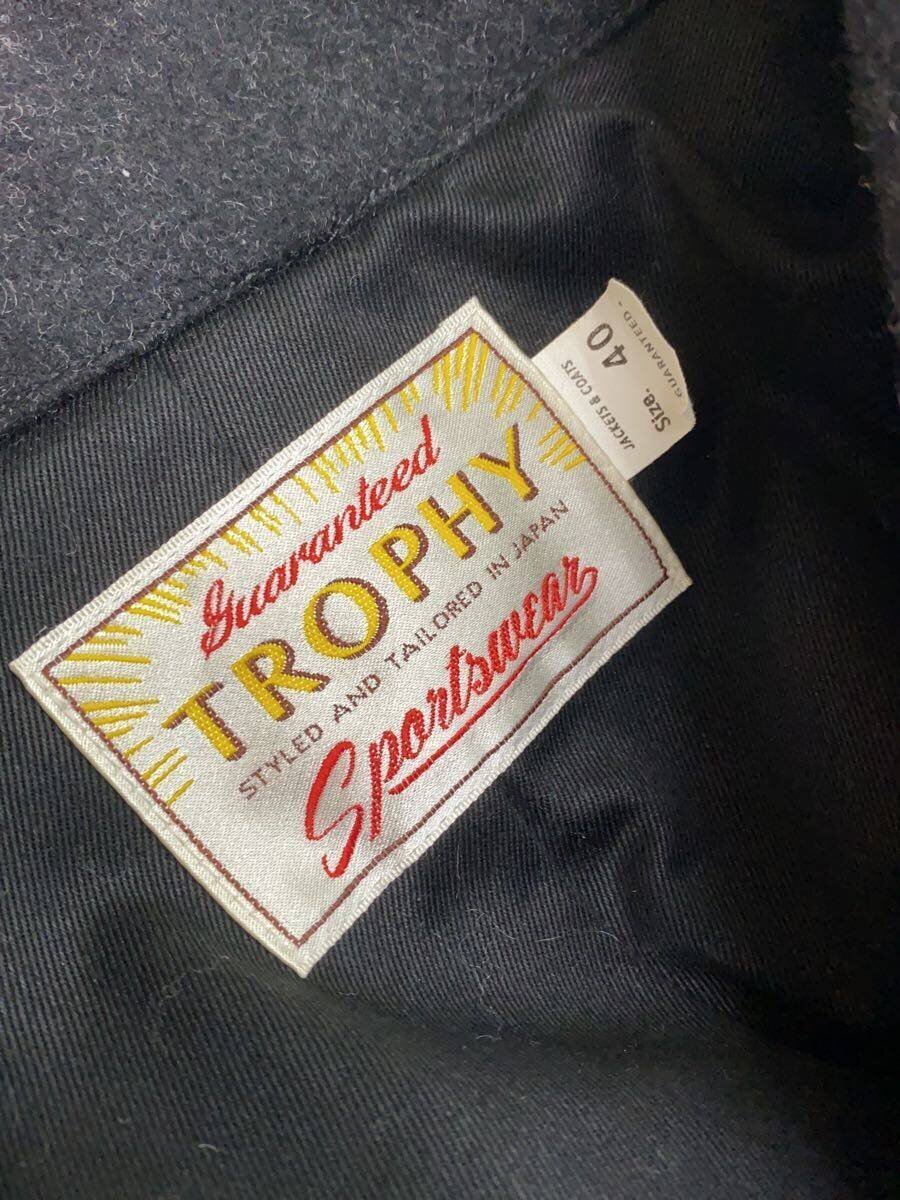 Guaranteed
TROPHY
STYLED AND TAILORED IN JAPAN
Sportswear
JACKETS & COATS
Size. 40
GUARANTEED